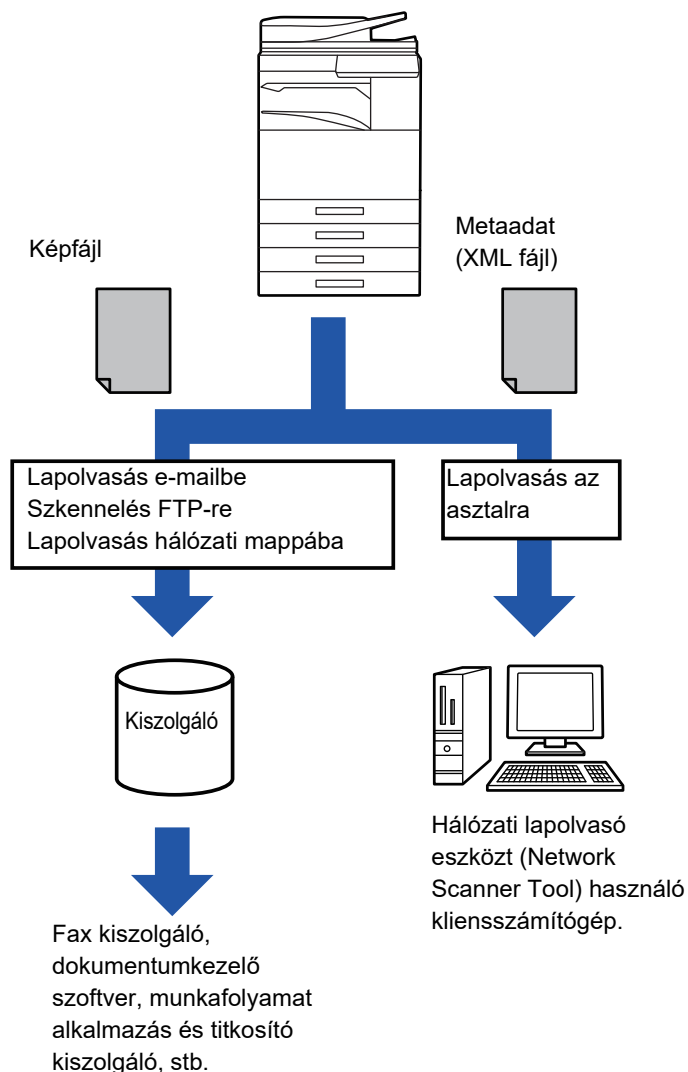 Képfájl
Metaadat
(XML fájl)
Lapolvasás e-mailbe
Szkennelés FTP-re
Lapolvasás hálózati mappába
Lapolvasás az
asztalra
Kiszolgáló
Hálózati lapolvasó
eszközt (Network
Scanner Tool) használó
kliensszámítógép.
Fax kiszolgáló,
dokumentumkezelő
szoftver, munkafolyamat
alkalmazás és titkosító
kiszolgáló, stb.